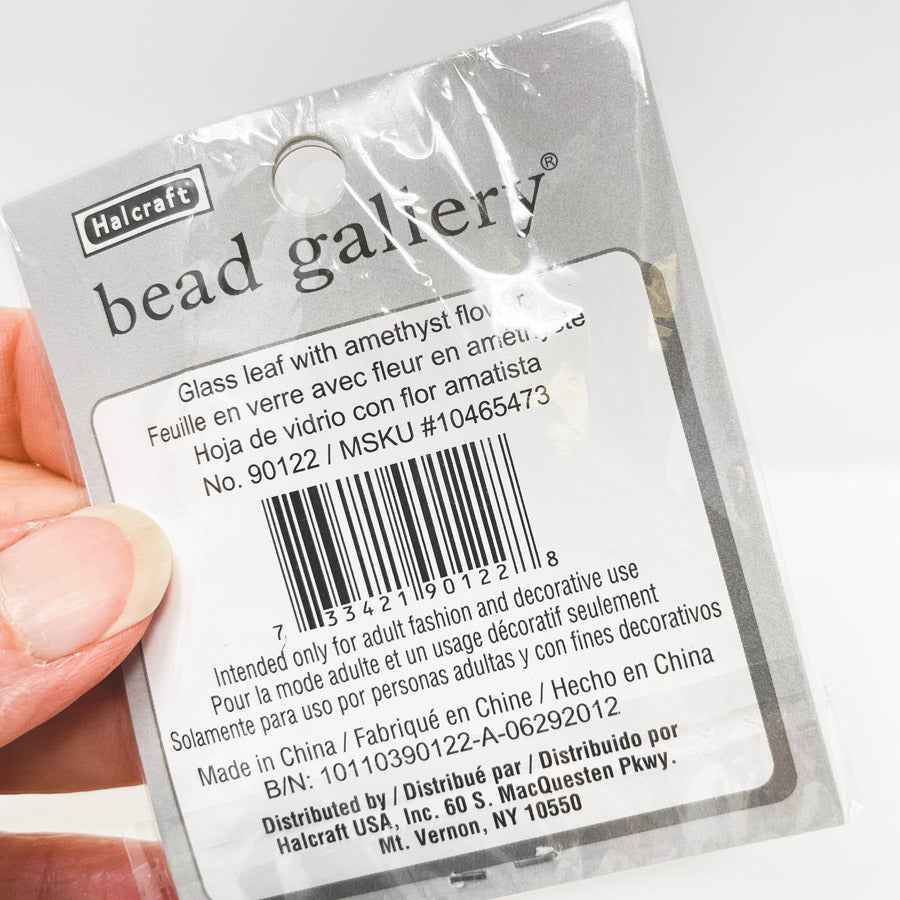 Halcraft®
bead gallery®
Glass leaf with amethyst flower
Feuille en verre avec fleur en améthyste
Hoja de vidrio con flor amatista
No. 90122 / MSKU #10465473
7 33421 90122 8
Intended only for adult fashion and decorative use
Pour la mode adulte et un usage décoratif seulement
Solamente para uso por personas adultas y con fines decorativos
Made in China / Fabriqué en Chine / Hecho en China
B/N: 10110390122-A-06292012
Distributed by / Distribué par / Distribuido por
Halcraft USA, Inc. 60 S. MacQuesten Pkwy.
Mt. Vernon, NY 10550